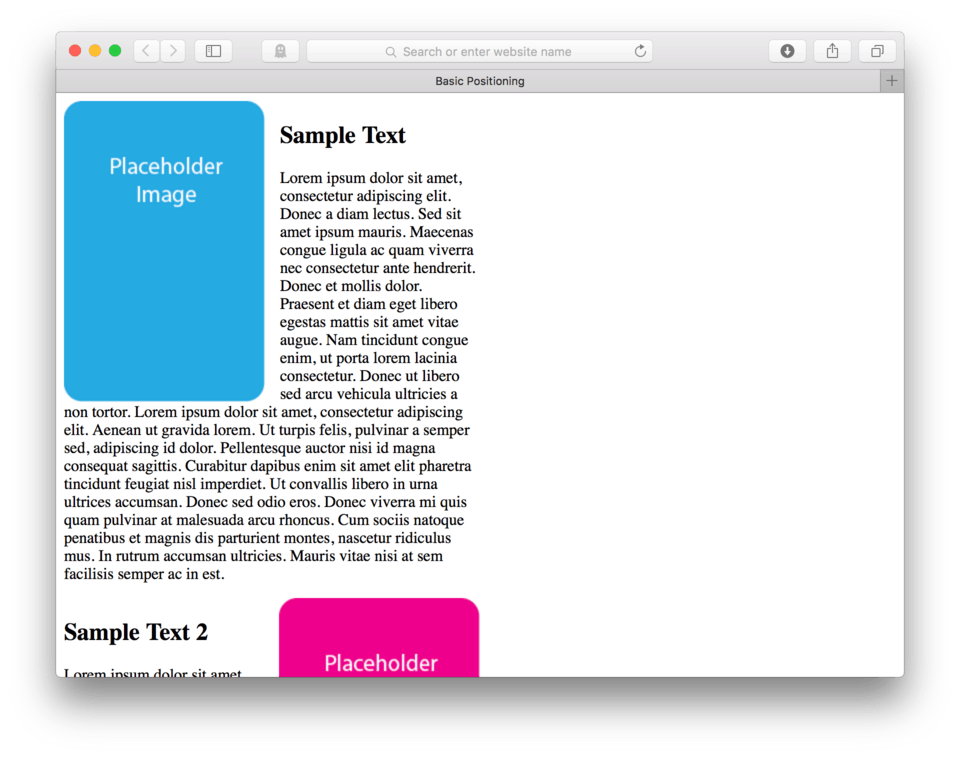 Search or enter website name
Basic Positioning
Placeholder
Image
Sample Text
Lorem ipsum dolor sit amet,
consectetur adipiscing elit.
Donec a diam lectus. Sed sit
amet ipsum mauris. Maecenas
congue ligula ac quam viverra
nec consectetur ante hendrerit.
Donec et mollis dolor.
Praesent et diam eget libero
egestas mattis sit amet vitae
augue. Nam tincidunt congue
enim, ut porta lorem lacinia
consectetur. Donec ut libero
sed arcu vehicula ultricies a
non tortor. Lorem ipsum dolor sit amet, consectetur adipiscing
elit. Aenean ut gravida lorem. Ut turpis felis, pulvinar a semper
sed, adipiscing id dolor. Pellentesque auctor nisi id magna
consequat sagittis. Curabitur dapibus enim sit amet elit pharetra
tincidunt feugiat nisl imperdiet. Ut convallis libero in urna
ultrices accumsan. Donec sed odio eros. Donec viverra mi quis
quam pulvinar at malesuada arcu rhoncus. Cum sociis natoque
penatibus et magnis dis parturient montes, nascetur ridiculus
mus. In rutrum accumsan ultricies. Mauris vitae nisi at sem
facilisis semper ac in est.
Sample Text 2
Lorem ipsum dolor sit amet
Placeholder